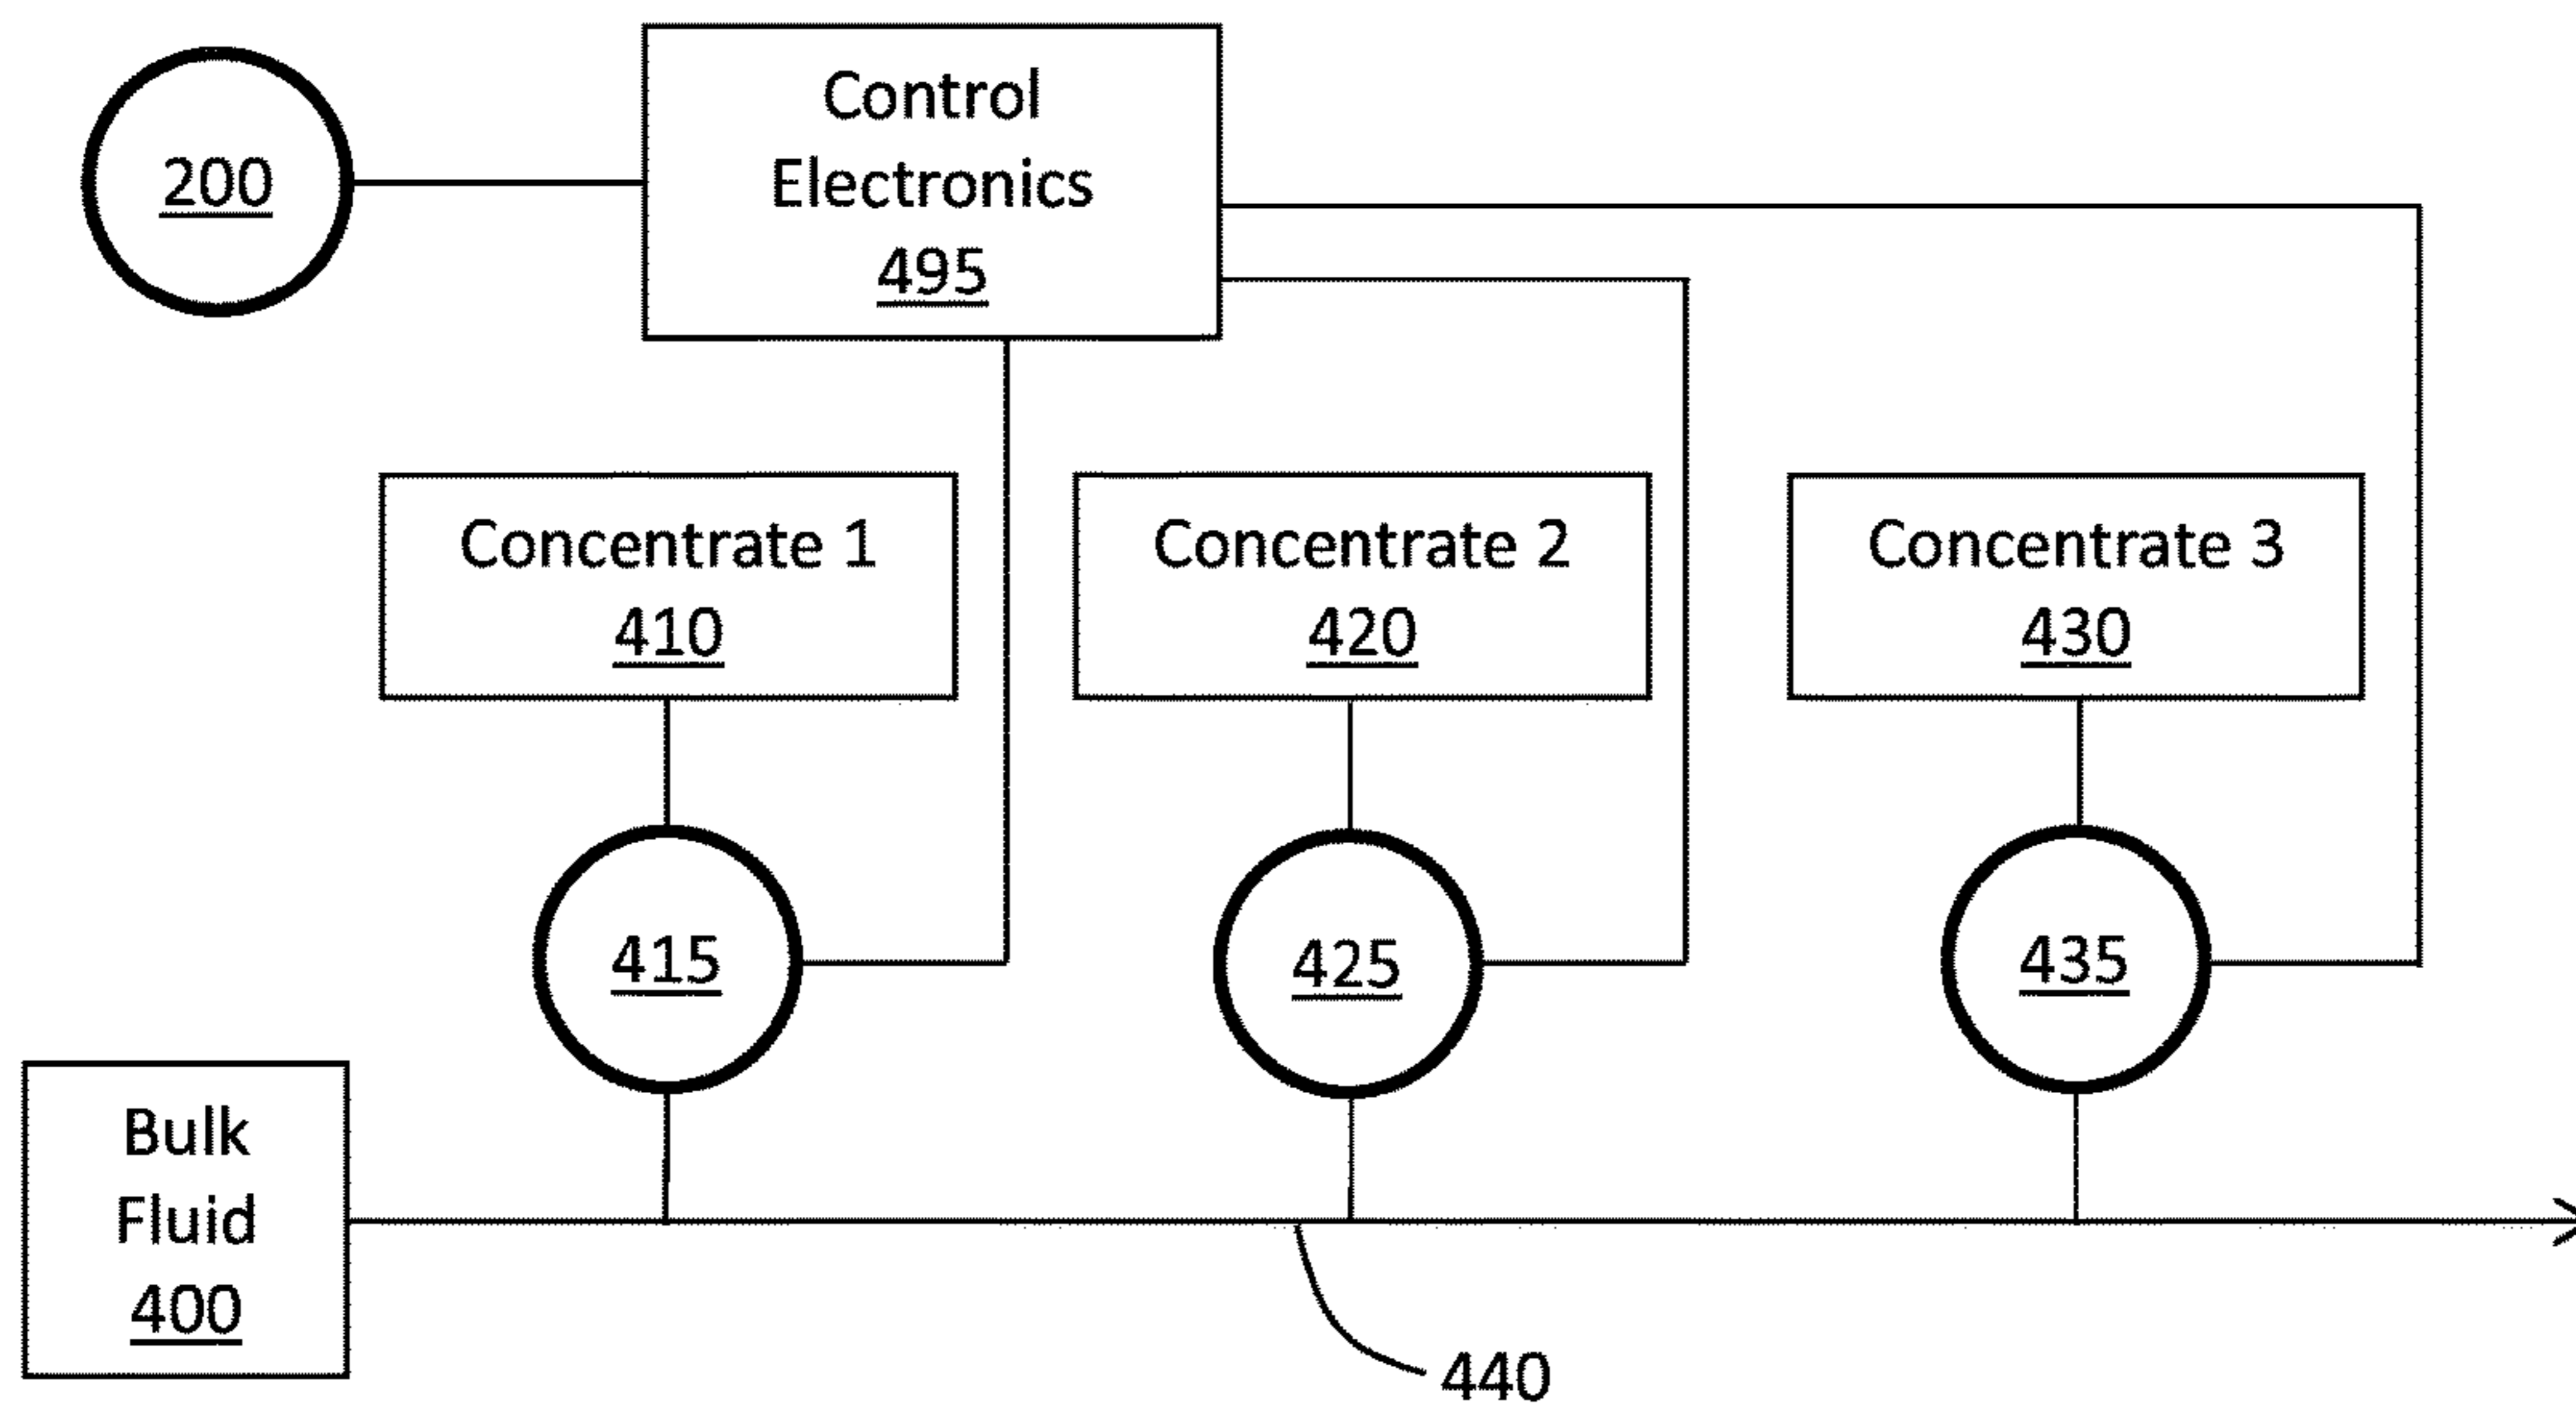 200
Control
Electronics
495
Concentrate 1
410
Concentrate 2
420
Concentrate 3
430
415
425
435
Bulk
Fluid
400
440